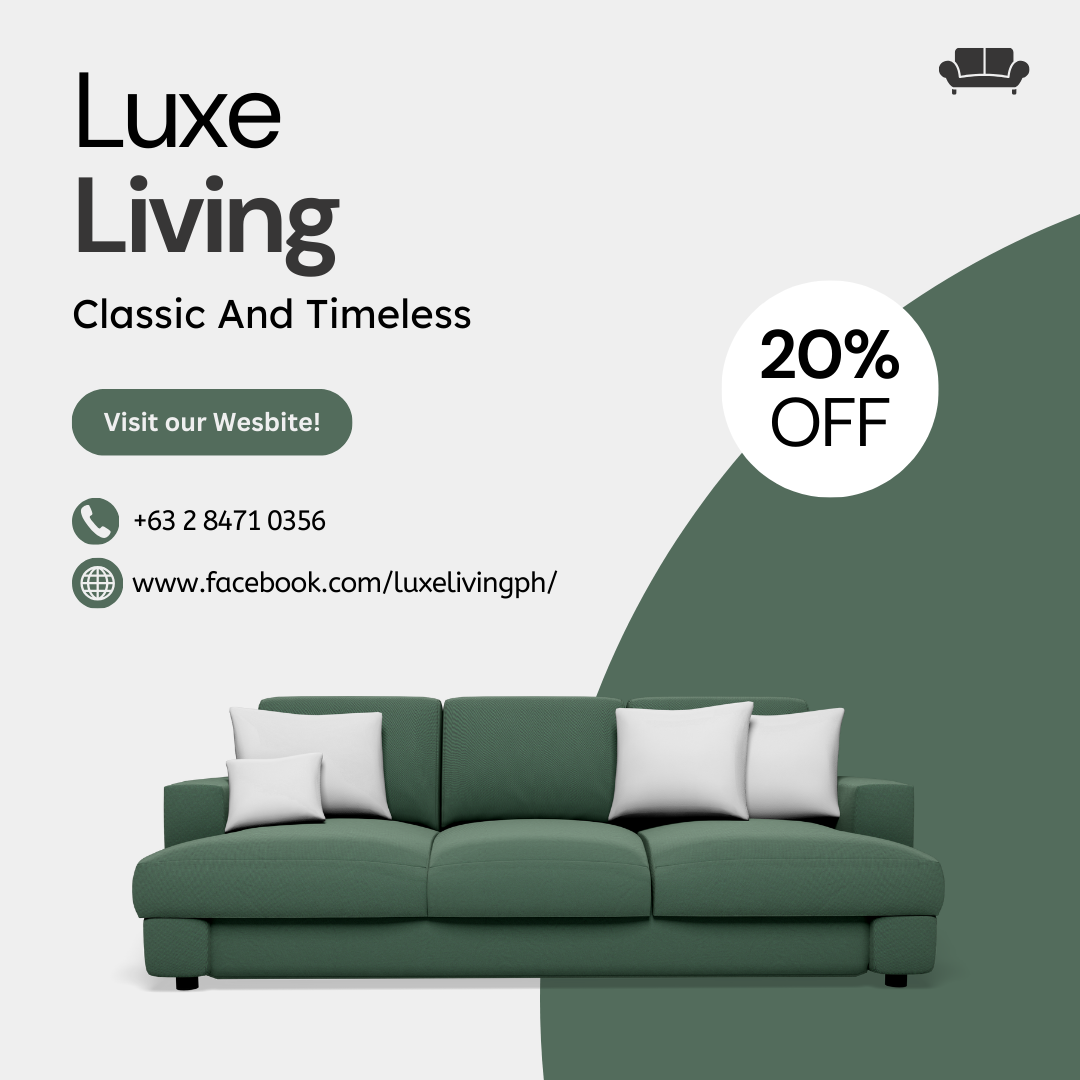 Luxe
Living
Classic And Timeless
Visit our Wesbite!
+63 2 8471 0356
www.facebook.com/luxelivingph/
20%
OFF